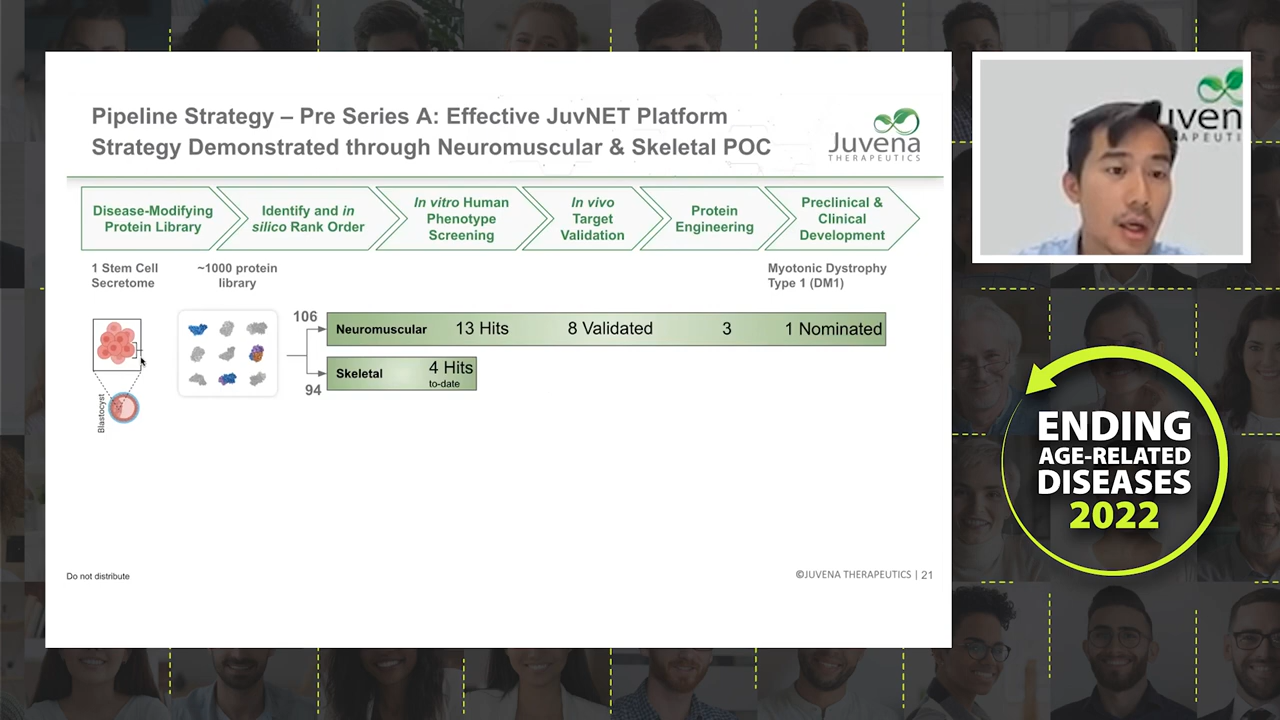 Pipeline Strategy – Pre Series A: Effective JuvNET Platform
Strategy Demonstrated through Neuromuscular & Skeletal POC
Juvena
THERAPEUTICS
Disease-Modifying
Protein Library
Identify and in
silico Rank Order
In vitro Human
Phenotype
Screening
In vivo
Target
Validation
Protein
Engineering
Preclinical &
Clinical
Development
1 Stem Cell
Secretome
~1000 protein
library
Myotonic Dystrophy
Type 1 (DM1)
106
Neuromuscular 13 Hits 8 Validated 3 1 Nominated
Skeletal 4 Hits
to-date
94
Blastocyst
Do not distribute
©JUVENA THERAPEUTICS | 21
ENDING
AGE-RELATED
DISEASES
2022